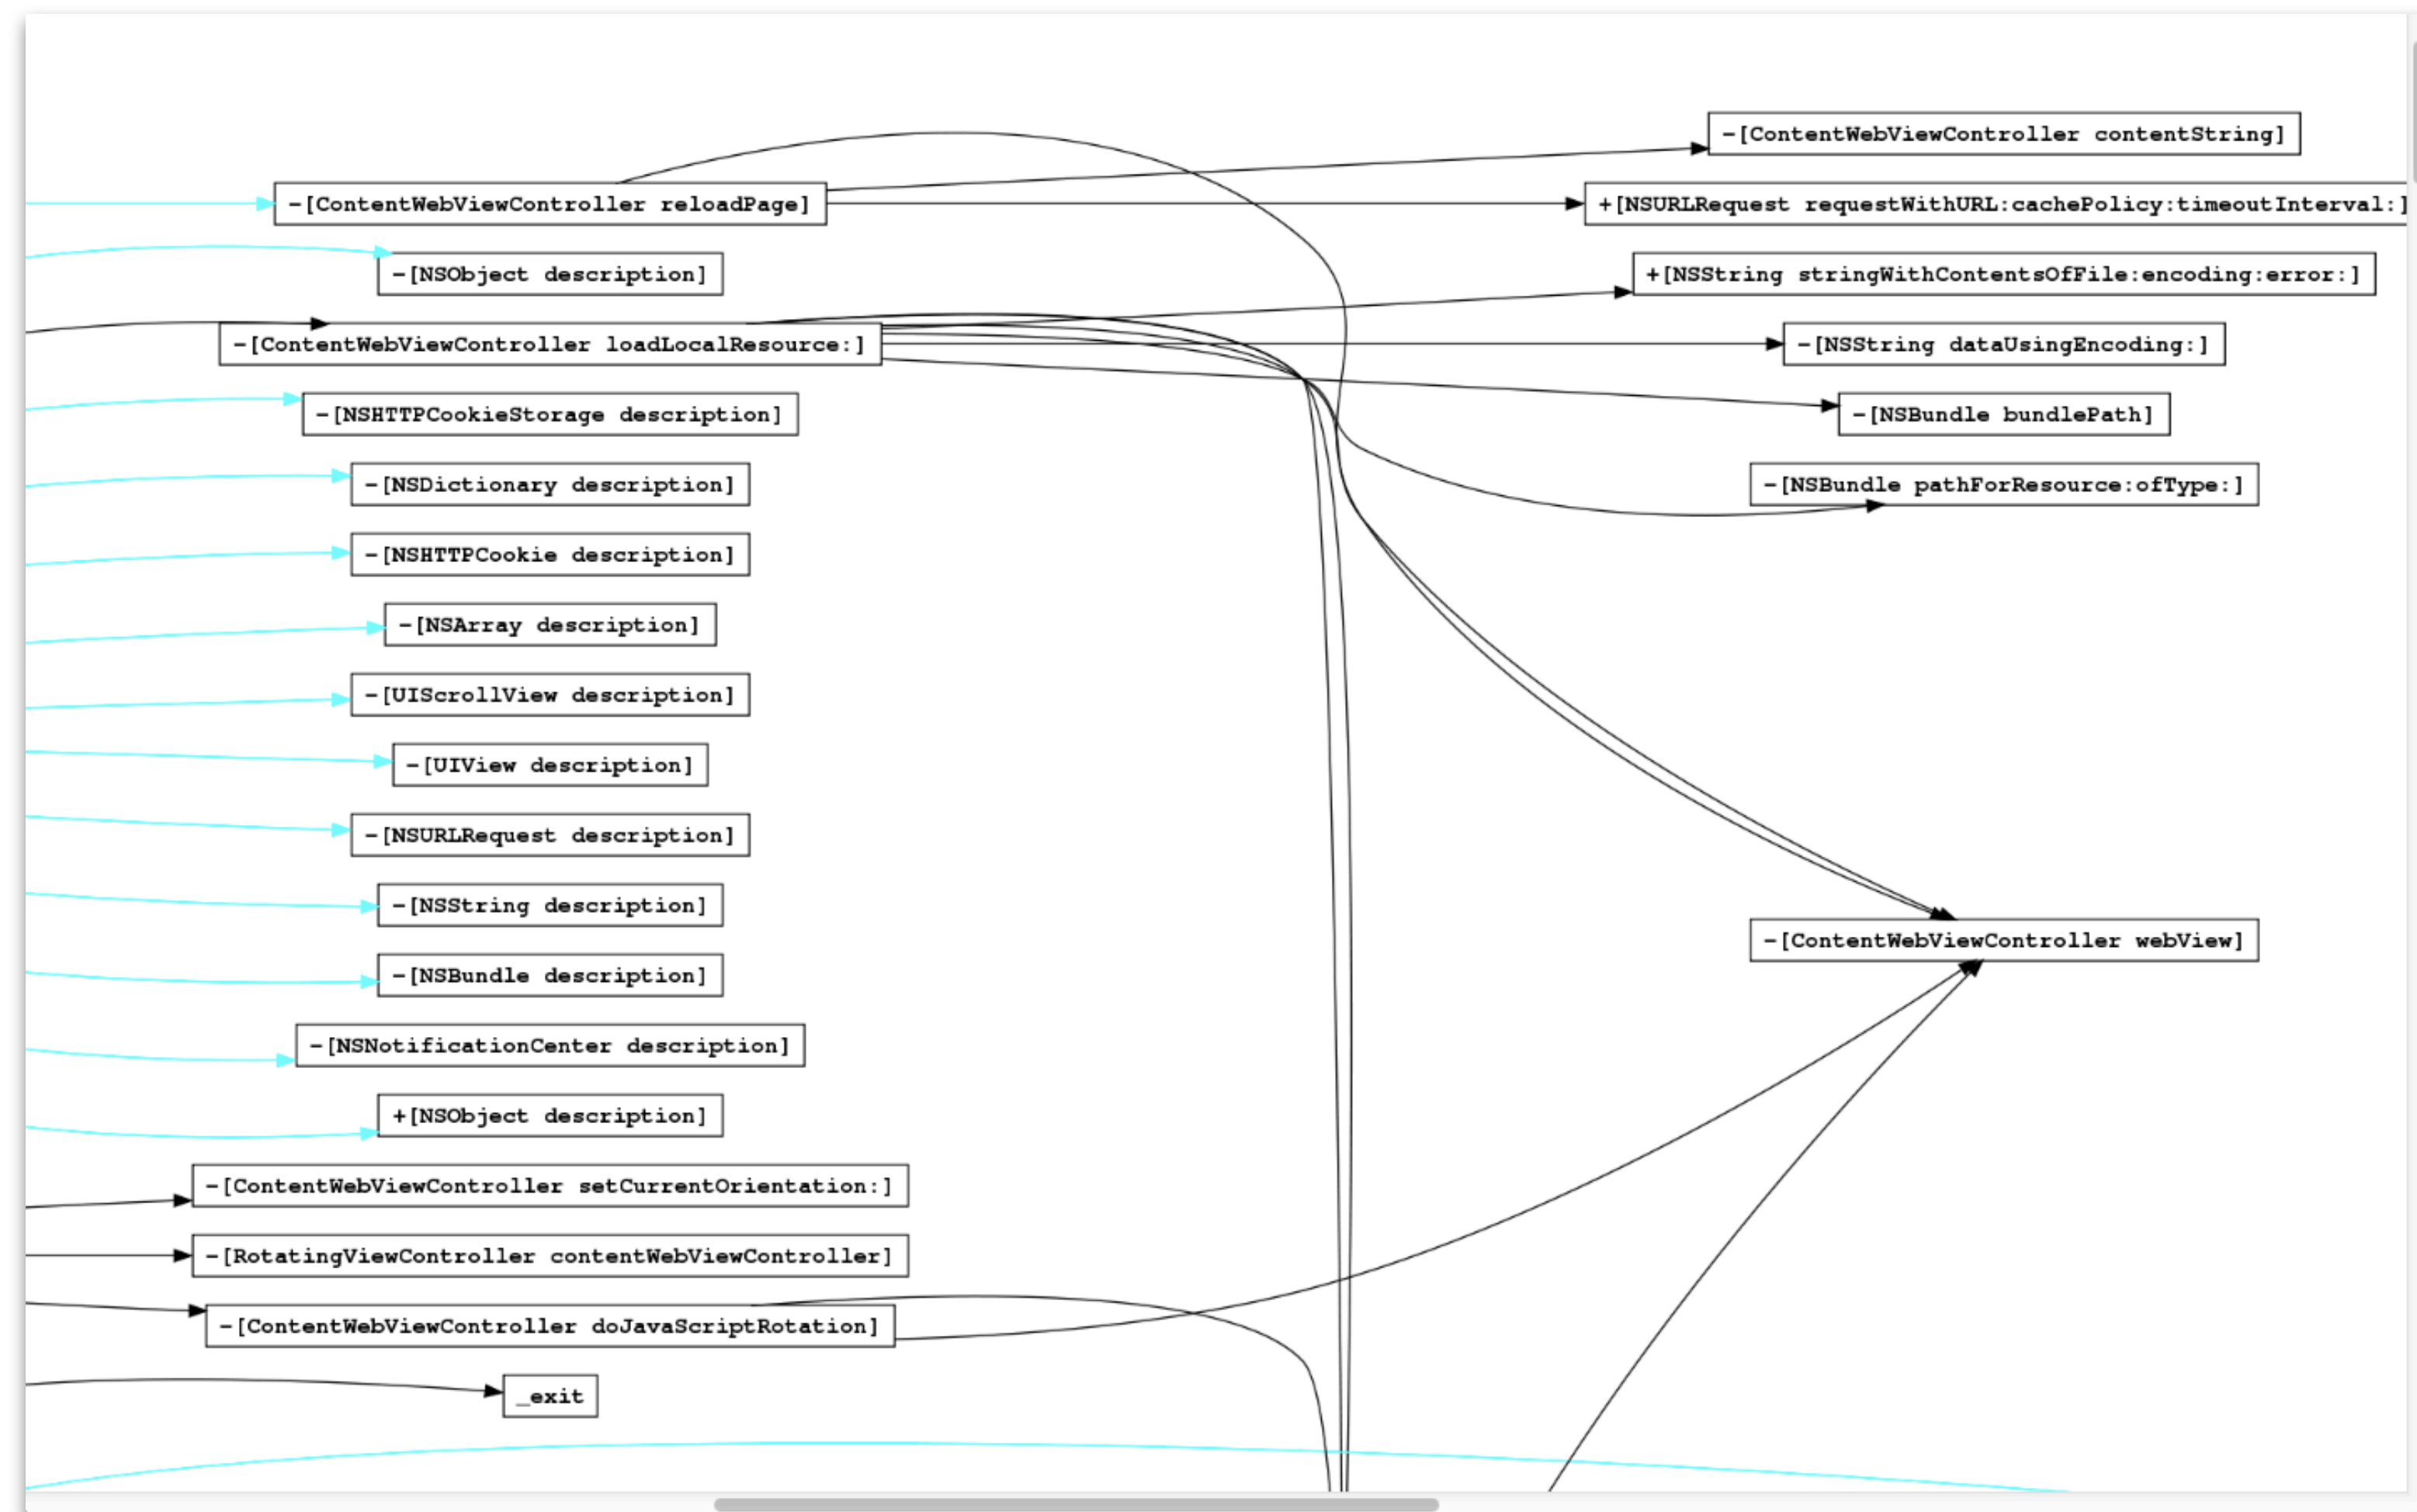 -[ContentWebViewController contentString]
-[ContentWebViewController reloadPage]
+[NSURLRequest requestWithURL:cachePolicy:timeoutInterval:]
-[NSObject description]
+[NSString stringWithContentsOfFile:encoding:error:]
-[ContentWebViewController loadLocalResource:]
-[NSString dataUsingEncoding:]
-[NSHTTPCookieStorage description]
-[NSBundle bundlePath]
-[NSDictionary description]
-[NSBundle pathForResource:ofType:]
-[NSHTTPCookie description]
-[NSArray description]
-[UIScrollView description]
-[UIView description]
-[NSURLRequest description]
-[NSString description]
-[ContentWebViewController webView]
-[NSBundle description]
-[NSNotificationCenter description]
+[NSObject description]
-[ContentWebViewController setCurrentOrientation:]
-[RotatingViewController contentWebViewController]
-[ContentWebViewController doJavaScriptRotation]
_exit